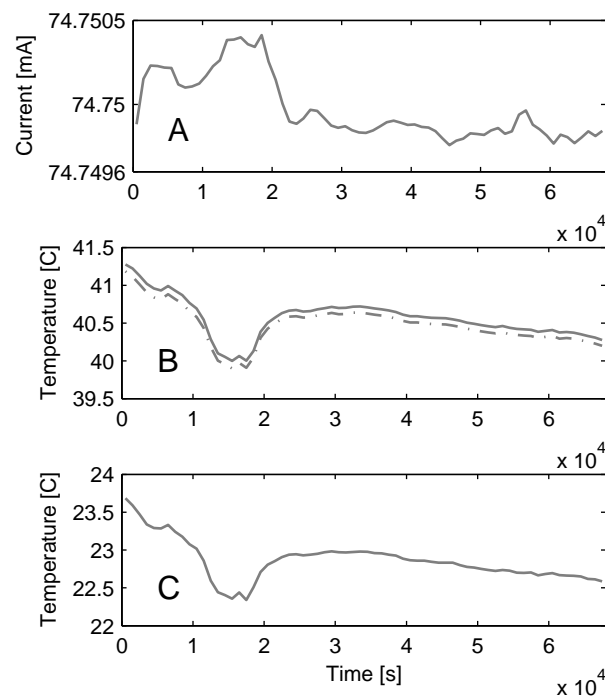 74.7505
74.75
74.7496
Current [mA]
A
0 1 2 3 4 5 6
x 10^4
41.5
41
40.5
40
39.5
Temperature [C]
B
0 1 2 3 4 5 6
x 10^4
24
23.5
23
22.5
22
Temperature [C]
C
0 1 2 3 4 5 6
Time [s]
x 10^4